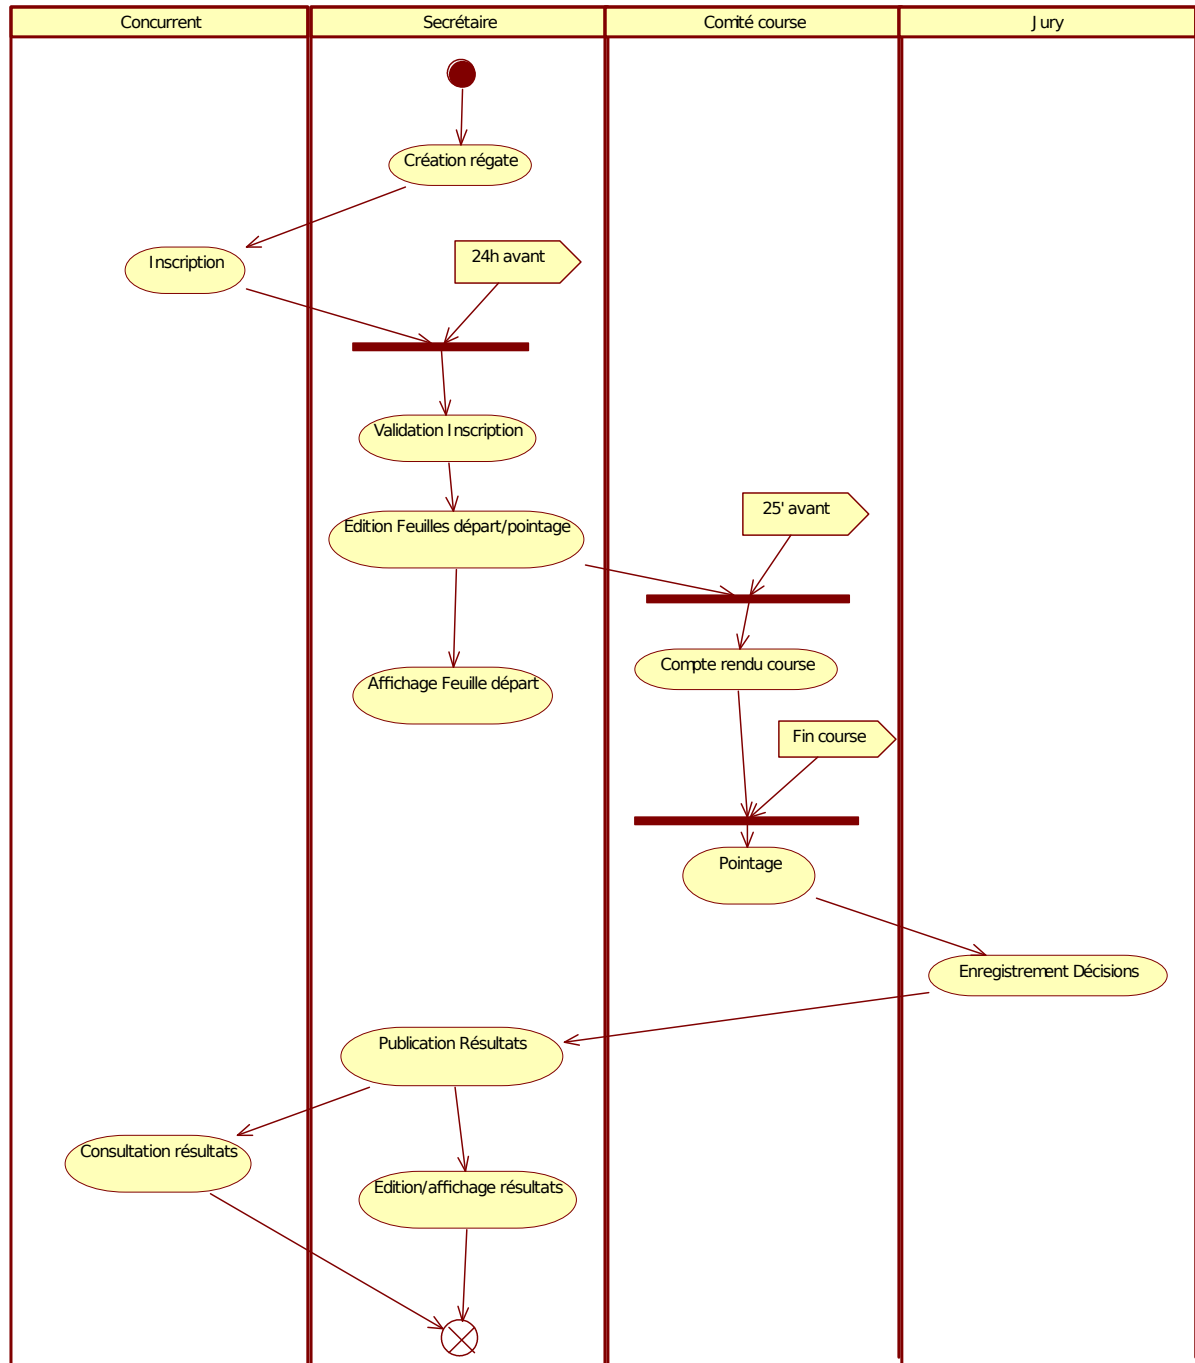 Concurrent
Secrétaire
Comité course
Jury
Création régate
Inscription
24h avant
Validation Inscription
Edition Feuilles départ/pointage
25' avant
Affichage Feuille départ
Compte rendu course
Fin course
Pointage
Enregistrement Décisions
Publication Résultats
Consultation résultats
Edition/affichage résultats